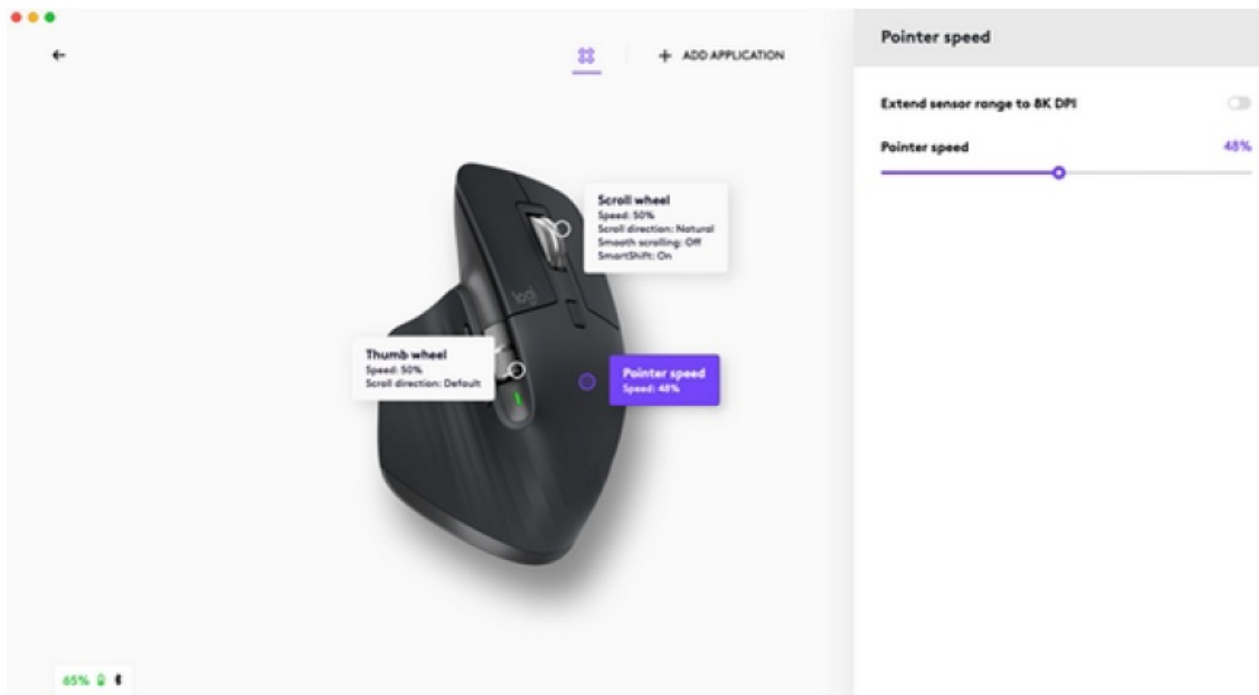 + ADD APPLICATION
Pointer speed
Extend sensor range to 8K DPI
Pointer speed 48%
Scroll wheel
Speed: 50%
Scroll direction: Natural
Smooth scrolling: Off
SmartShift: On
logi
Thumb wheel
Speed: 50%
Scroll direction: Default
Pointer speed
Speed: 48%
65%